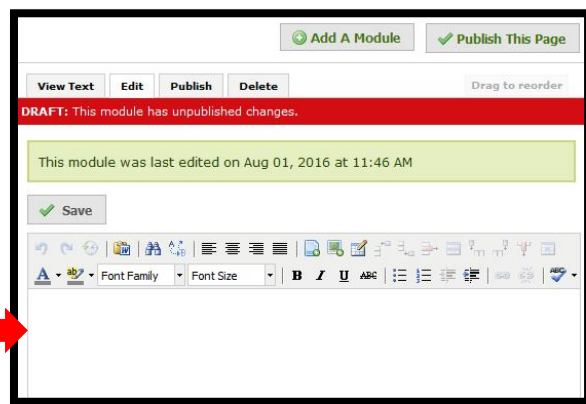 Add A Module Publish This Page
View Text Edit Publish Delete Drag to reorder
DRAFT: This module has unpublished changes.
This module was last edited on Aug 01, 2016 at 11:46 AM
Save
A ab Font Family Font Size B I U ABC ABC